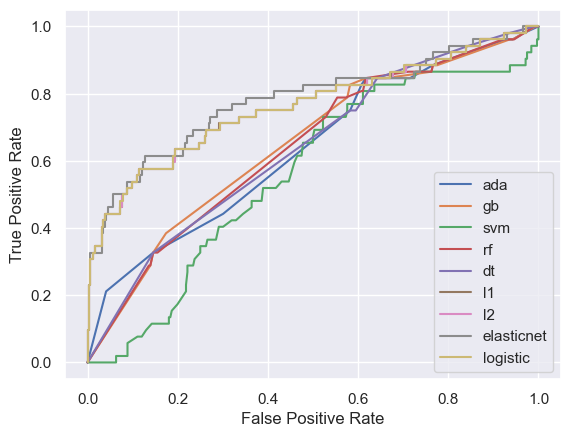 1.0
0.8
0.6
0.4
0.2
0.0
True Positive Rate
ada
gb
svm
rf
dt
l1
l2
elasticnet
logistic
0.0 0.2 0.4 0.6 0.8 1.0
False Positive Rate